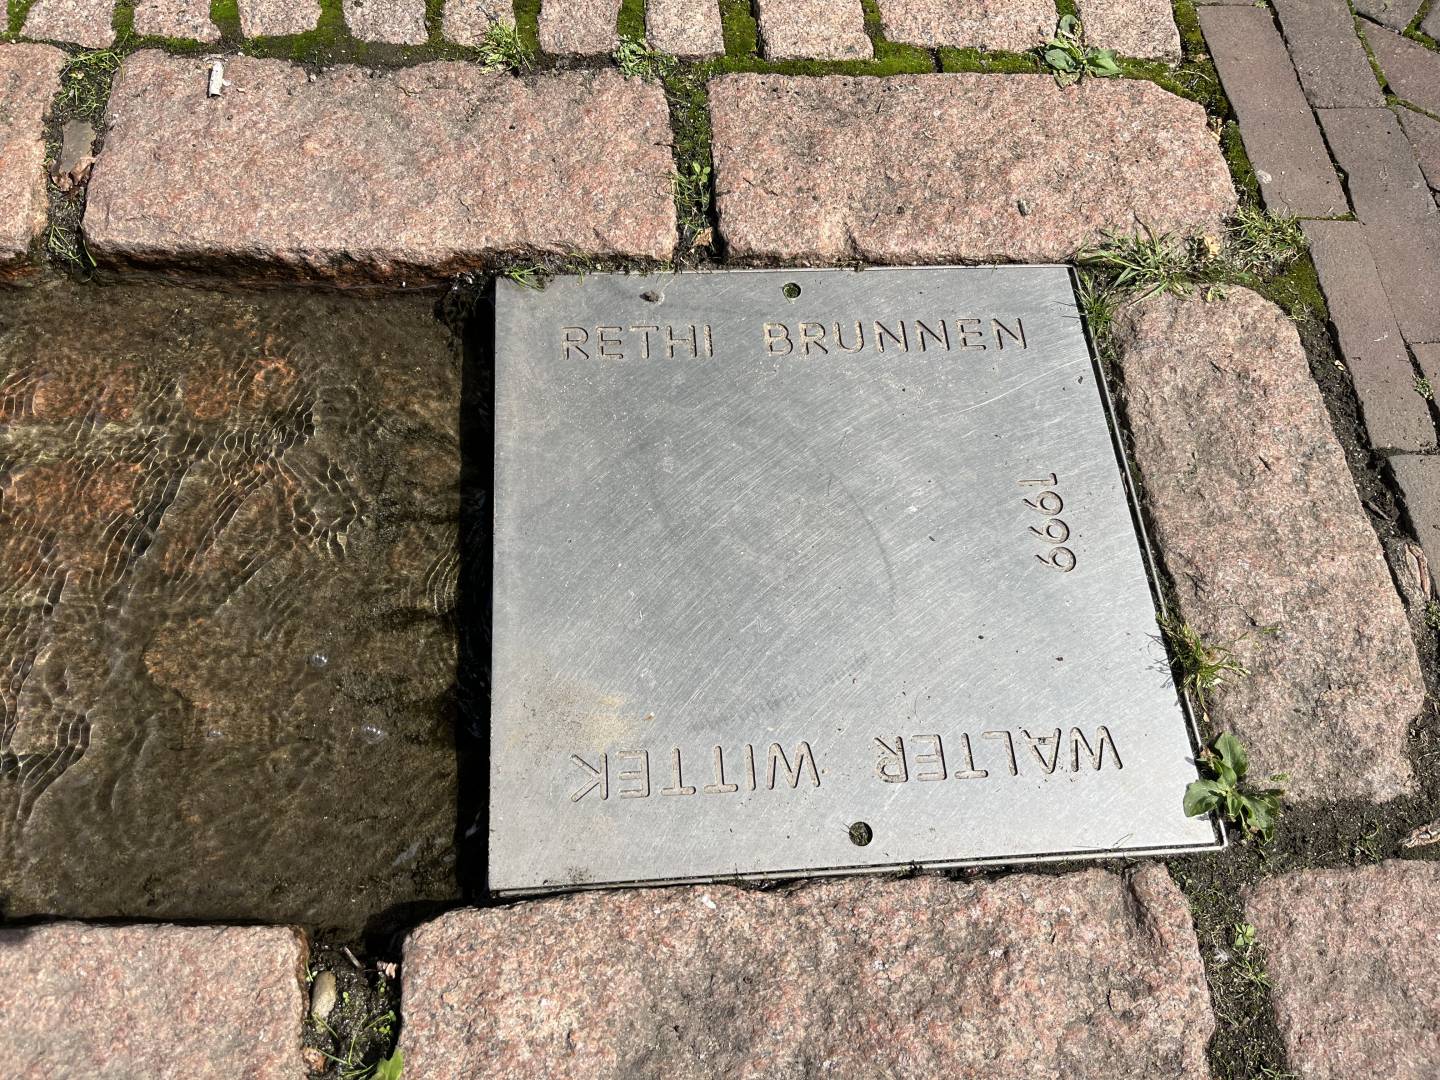 RETHI BRUNNEN
1999
WALTER WITTEK